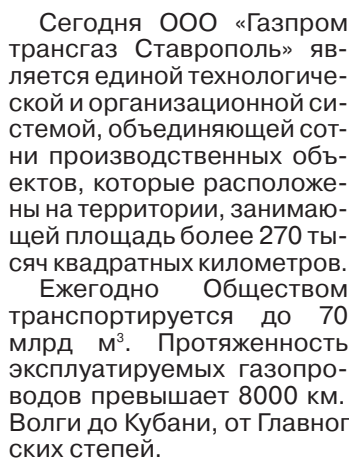 Сегодня ООО «Газпром
трансгаз Ставрополь» яв-
ляется единой технологиче-
ской и организационной си-
стемой, объединяющей сот-
ни производственных объ-
ектов, которые расположе-
ны на территории, занимаю-
щей площадь более 270 ты-
сяч квадратных километров.
Ежегодно Обществом
транспортируется до 70
млрд м³. Протяженность
эксплуатируемых газопро-
водов превышает 8000 км.
Волги до Кубани, от
ских степей.